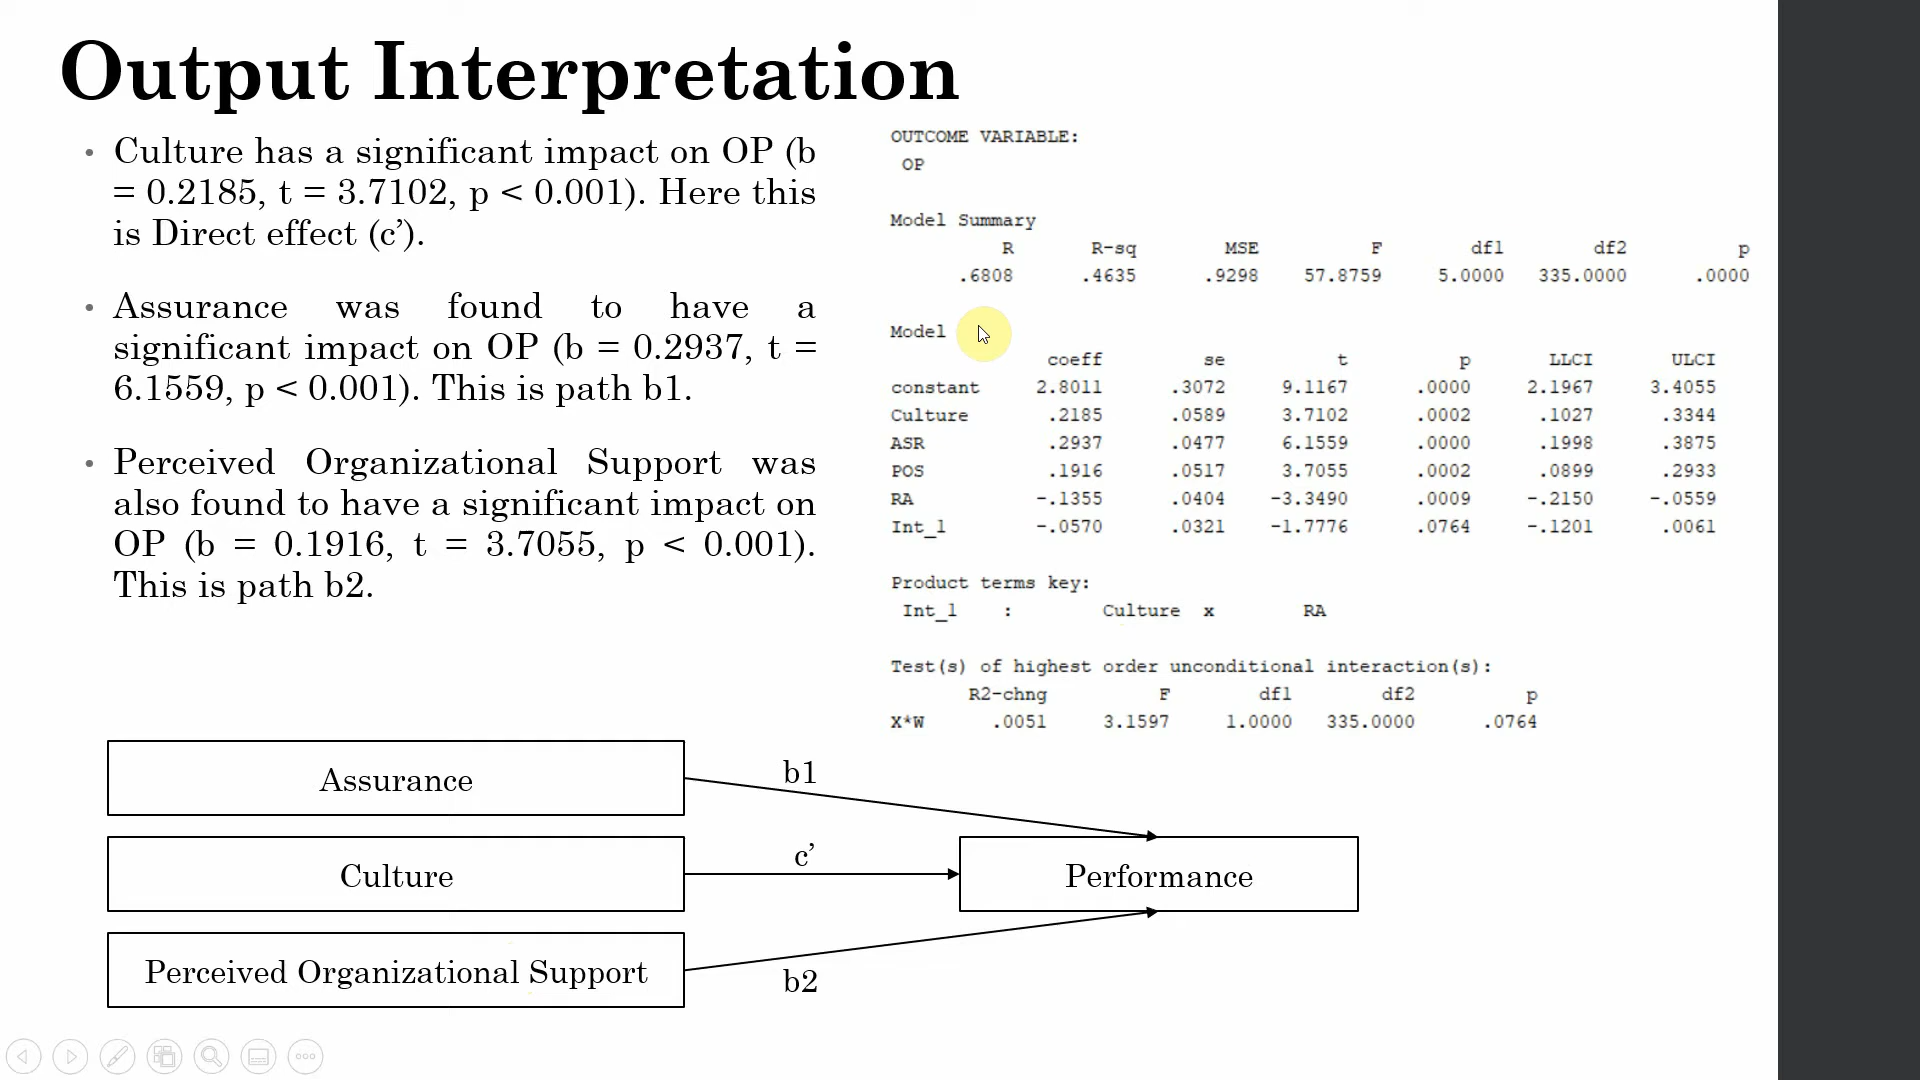 Output Interpretation
• Culture has a significant impact on OP (b
= 0.2185, t = 3.7102, p < 0.001). Here this
is Direct effect (c’).
• Assurance was found to have a
significant impact on OP (b = 0.2937, t =
6.1559, p < 0.001). This is path b1.
• Perceived Organizational Support was
also found to have a significant impact on
OP (b = 0.1916, t = 3.7055, p < 0.001).
This is path b2.
OUTCOME VARIABLE:
OP
Model Summary
R R-sq MSE F df1 df2 p
.6808 .4635 .9298 57.8759 5.0000 335.0000 .0000
Model
coeff se t p LLCI ULCI
constant 2.8011 .3072 9.1167 .0000 2.1967 3.4055
Culture .2185 .0589 3.7102 .0002 .1027 .3344
ASR .2937 .0477 6.1559 .0000 .1998 .3875
POS .1916 .0517 3.7055 .0002 .0899 .2933
RA -.1355 .0404 -3.3490 .0009 -.2150 -.0559
Int_1 -.0570 .0321 -1.7776 .0764 -.1201 .0061
Product terms key:
Int_1 : Culture x RA
Test(s) of highest order unconditional interaction(s):
R2-chng F df1 df2 p
X*W .0051 3.1597 1.0000 335.0000 .0764
Assurance
b1
Culture
c’
Performance
Perceived Organizational Support
b2